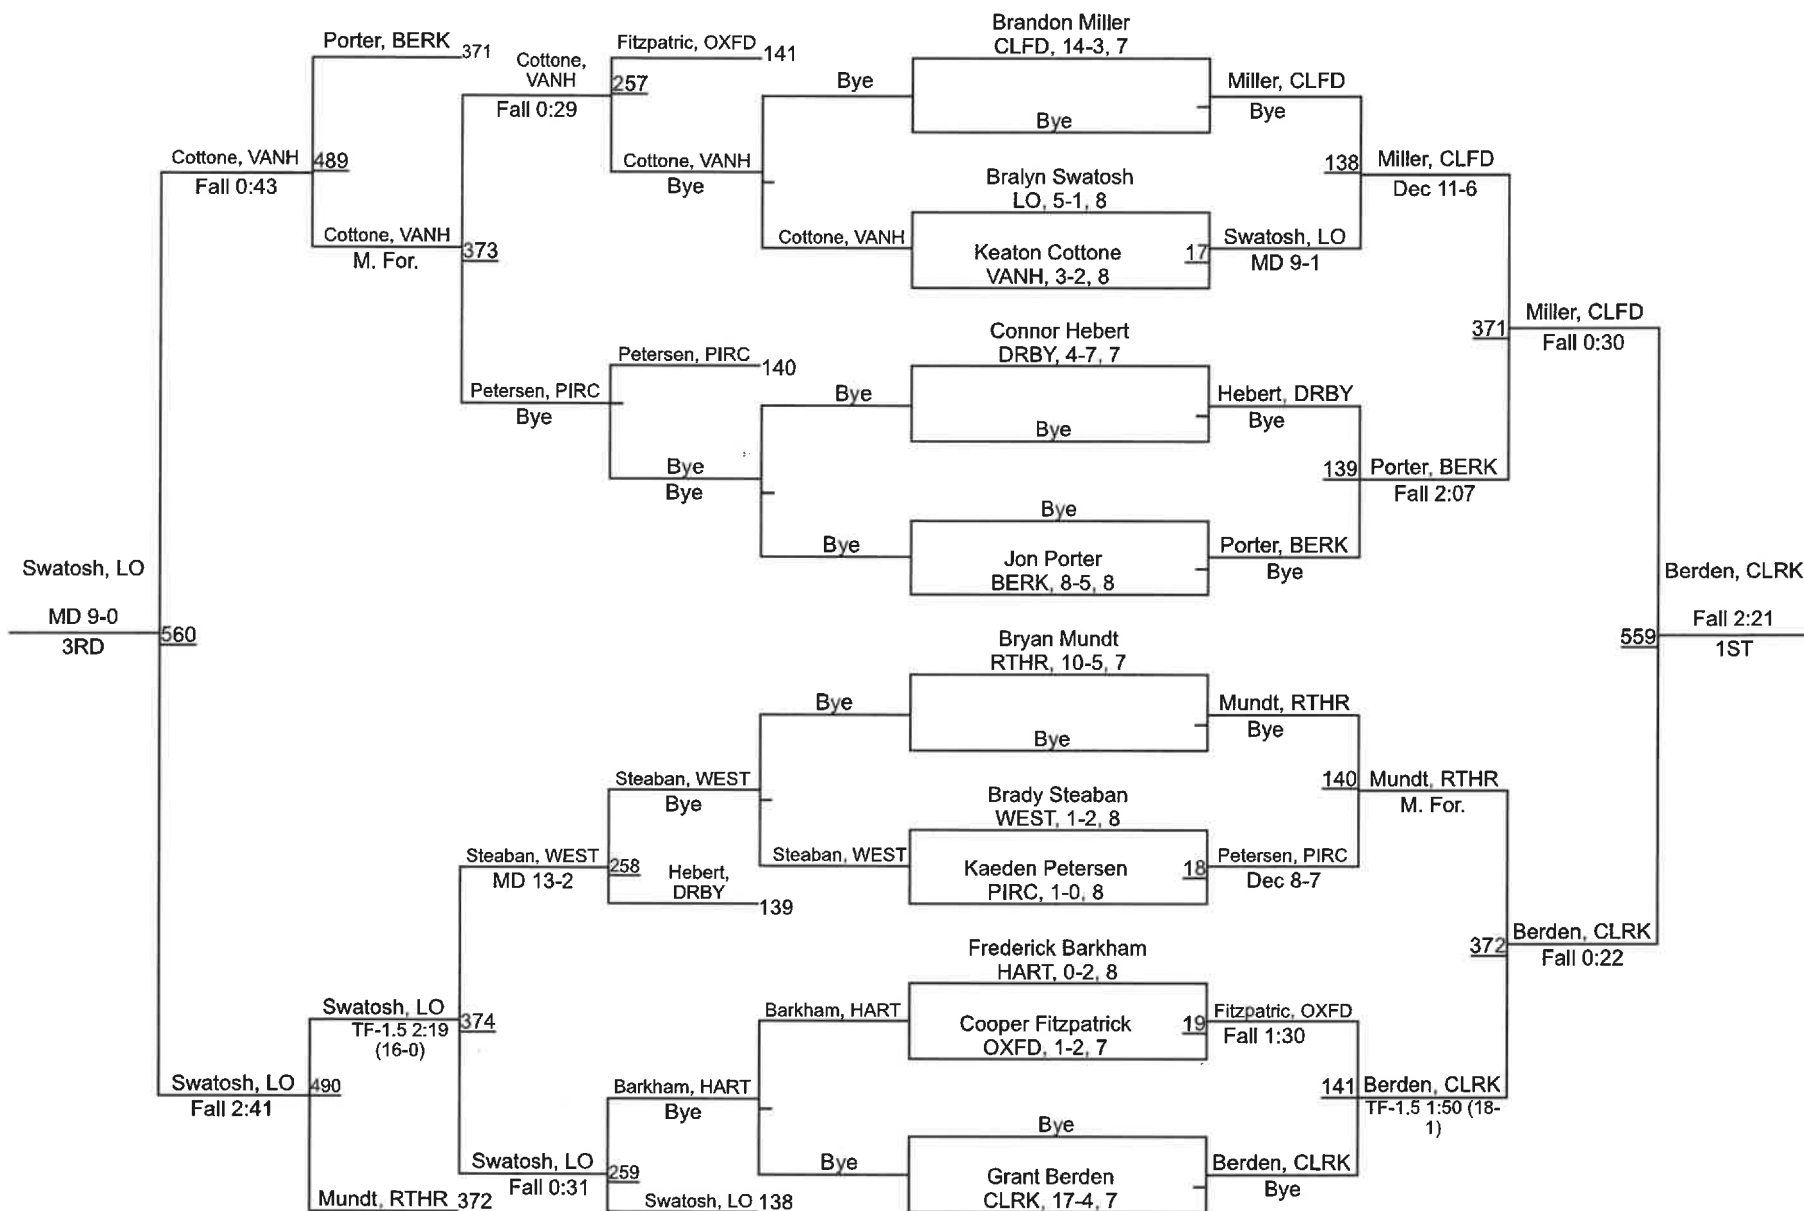 Brandon Miller
CLFD, 14-3, 7
Porter, BERK 371
Fitzpatric, OXFD 141
Cottone,
VANH
257
Fall 0:29
Bye
Bye
Miller, CLFD
Bye
Cottone, VANH 489
Fall 0:43
Cottone, VANH
Bye
138 Miller, CLFD
Dec 11-6
Bralyn Swatosh
LO, 5-1, 8
Cottone, VANH
M. For.
373
Cottone, VANH
Keaton Cottone
VANH, 3-2, 8
17
Swatosh, LO
MD 9-1
371 Miller, CLFD
Fall 0:30
Connor Hebert
DRBY, 4-7, 7
Petersen, PIRC 140
Petersen, PIRC
Bye
Bye
Bye
Hebert, DRBY
Bye
Bye
Bye
139 Porter, BERK
Fall 2:07
Bye
Bye
Jon Porter
BERK, 8-5, 8
Porter, BERK
Bye
Swatosh, LO
MD 9-0
3RD
560
Berden, CLRK
559
Fall 2:21
1ST
Bryan Mundt
RTHR, 10-5, 7
Bye
Bye
Mundt, RTHR
Bye
Steaban, WEST
Bye
140 Mundt, RTHR
M. For.
Brady Steaban
WEST, 1-2, 8
Steaban, WEST
MD 13-2
258
Hebert,
DRBY
139
Steaban, WEST
Kaeden Petersen
PIRC, 1-0, 8
18
Petersen, PIRC
Dec 8-7
372 Berden, CLRK
Fall 0:22
Frederick Barkham
HART, 0-2, 8
Swatosh, LO
TF-1.5 2:19
(16-0)
374
Barkham, HART
Cooper Fitzpatrick
OXFD, 1-2, 7
19
Fitzpatric, OXFD
Fall 1:30
Swatosh, LO 490
Fall 2:41
Barkham, HART
Bye
141 Berden, CLRK
TF-1.5 1:50 (18-
1)
Bye
Swatosh, LO
Fall 0:31
259
Bye
Grant Berden
CLRK, 17-4, 7
Berden, CLRK
Bye
Mundt, RTHR 372
Swatosh, LO 138